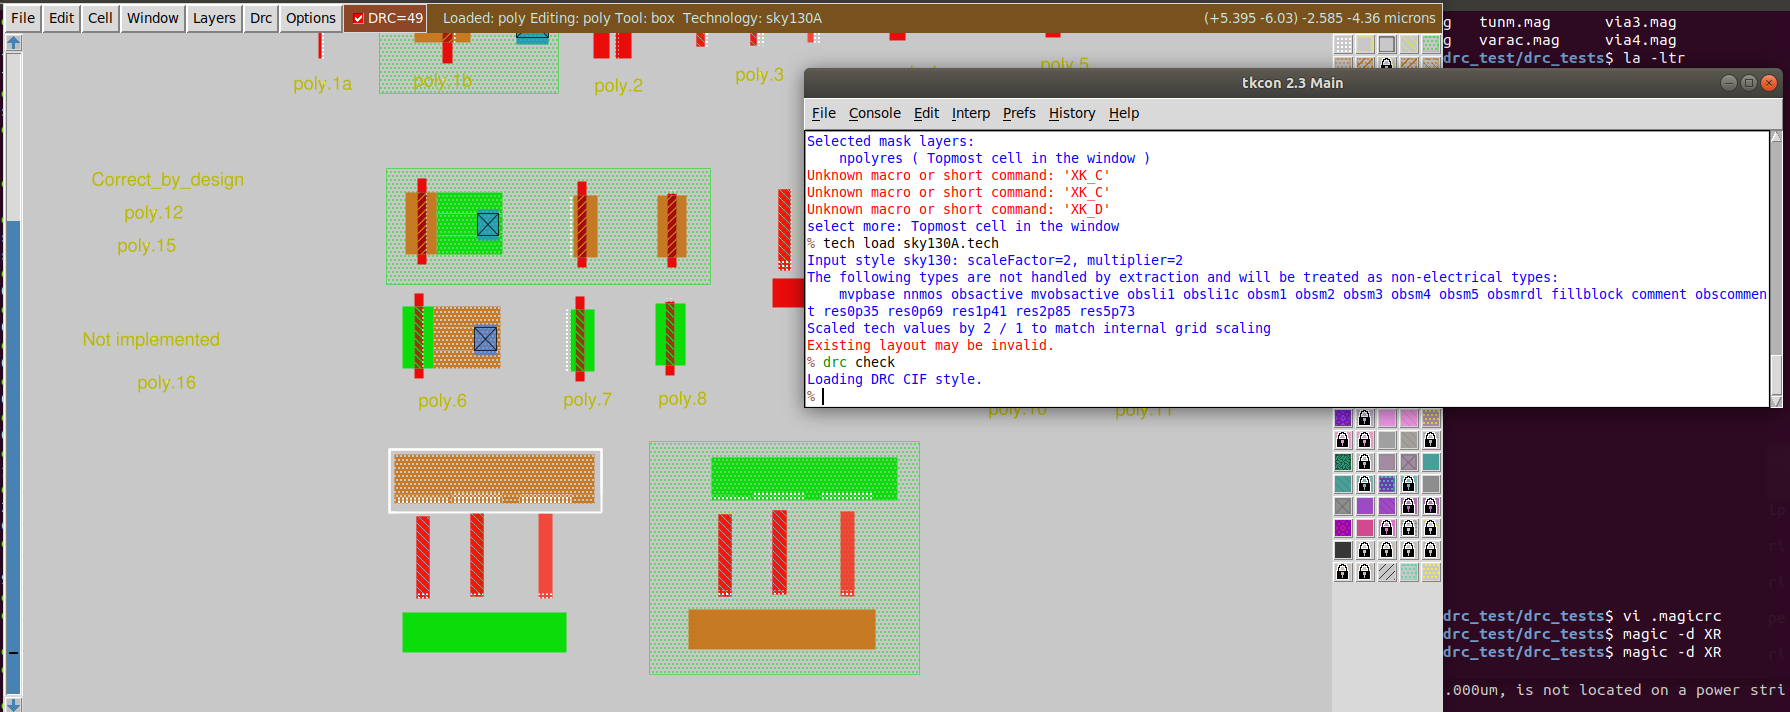 File Edit Cell Window Layers Drc Options DRC=49 Loaded: poly Editing: poly Tool: box Technology: sky130A (+5.395 -6.03) -2.585 -4.36 microns
g tunm.mag via3.mag
g varac.mag via4.mag
drc_test/drc_tests$ la -ltr
poly.1a
poly.1b
poly.2
poly.3
poly.5
tkcon 2.3 Main
File Console Edit Interp Prefs History Help
Selected mask layers:
npolyres ( Topmost cell in the window )
Unknown macro or short command: 'XK_C'
Unknown macro or short command: 'XK_C'
Unknown macro or short command: 'XK_D'
select more: Topmost cell in the window
% tech load sky130A.tech
Input style sky130: scaleFactor=2, multiplier=2
The following types are not handled by extraction and will be treated as non-electrical types:
mvpbase nnmos obsactive mvobsactive obsli1 obsli1c obsm1 obsm2 obsm3 obsm4 obsm5 obsmrdl fillblock comment obscommen
t res0p35 res0p69 res1p41 res2p85 res5p73
Scaled tech values by 2 / 1 to match internal grid scaling
Existing layout may be invalid.
% drc check
Loading DRC CIF style.
%
Correct_by_design
poly.12
poly.15
Not implemented
poly.16
poly.6
poly.7
poly.8
poly.10
poly.11
drc_test/drc_tests$ vi .magicrc
drc_test/drc_tests$ magic -d XR
drc_test/drc_tests$ magic -d XR
.000um, is not located on a power stri